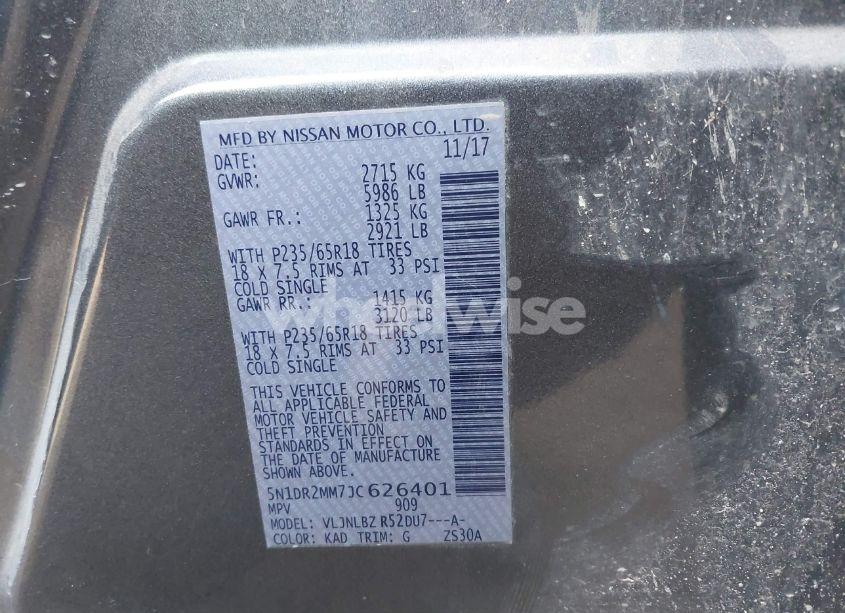 MFD BY NISSAN MOTOR CO., LTD.
DATE: 11/17
GVWR: 2715 KG
5986 LB
GAWR FR.: 1325 KG
2921 LB
WITH P235/65R18 TIRES
18 X 7.5 RIMS AT 33 PSI
COLD SINGLE
GAWR RR.: 1415 KG
3120 LB
WITH P235/65R18 TIRES
18 X 7.5 RIMS AT 33 PSI
COLD SINGLE
THIS VEHICLE CONFORMS TO
ALL APPLICABLE FEDERAL
MOTOR VEHICLE SAFETY AND
THEFT PREVENTION
STANDARDS IN EFFECT ON
THE DATE OF MANUFACTURE
SHOWN ABOVE.
5N1DR2MM7JC626401
MPV 909
MODEL: VLJNLBZ R52DU7---A-
COLOR: KAD TRIM: G ZS30A